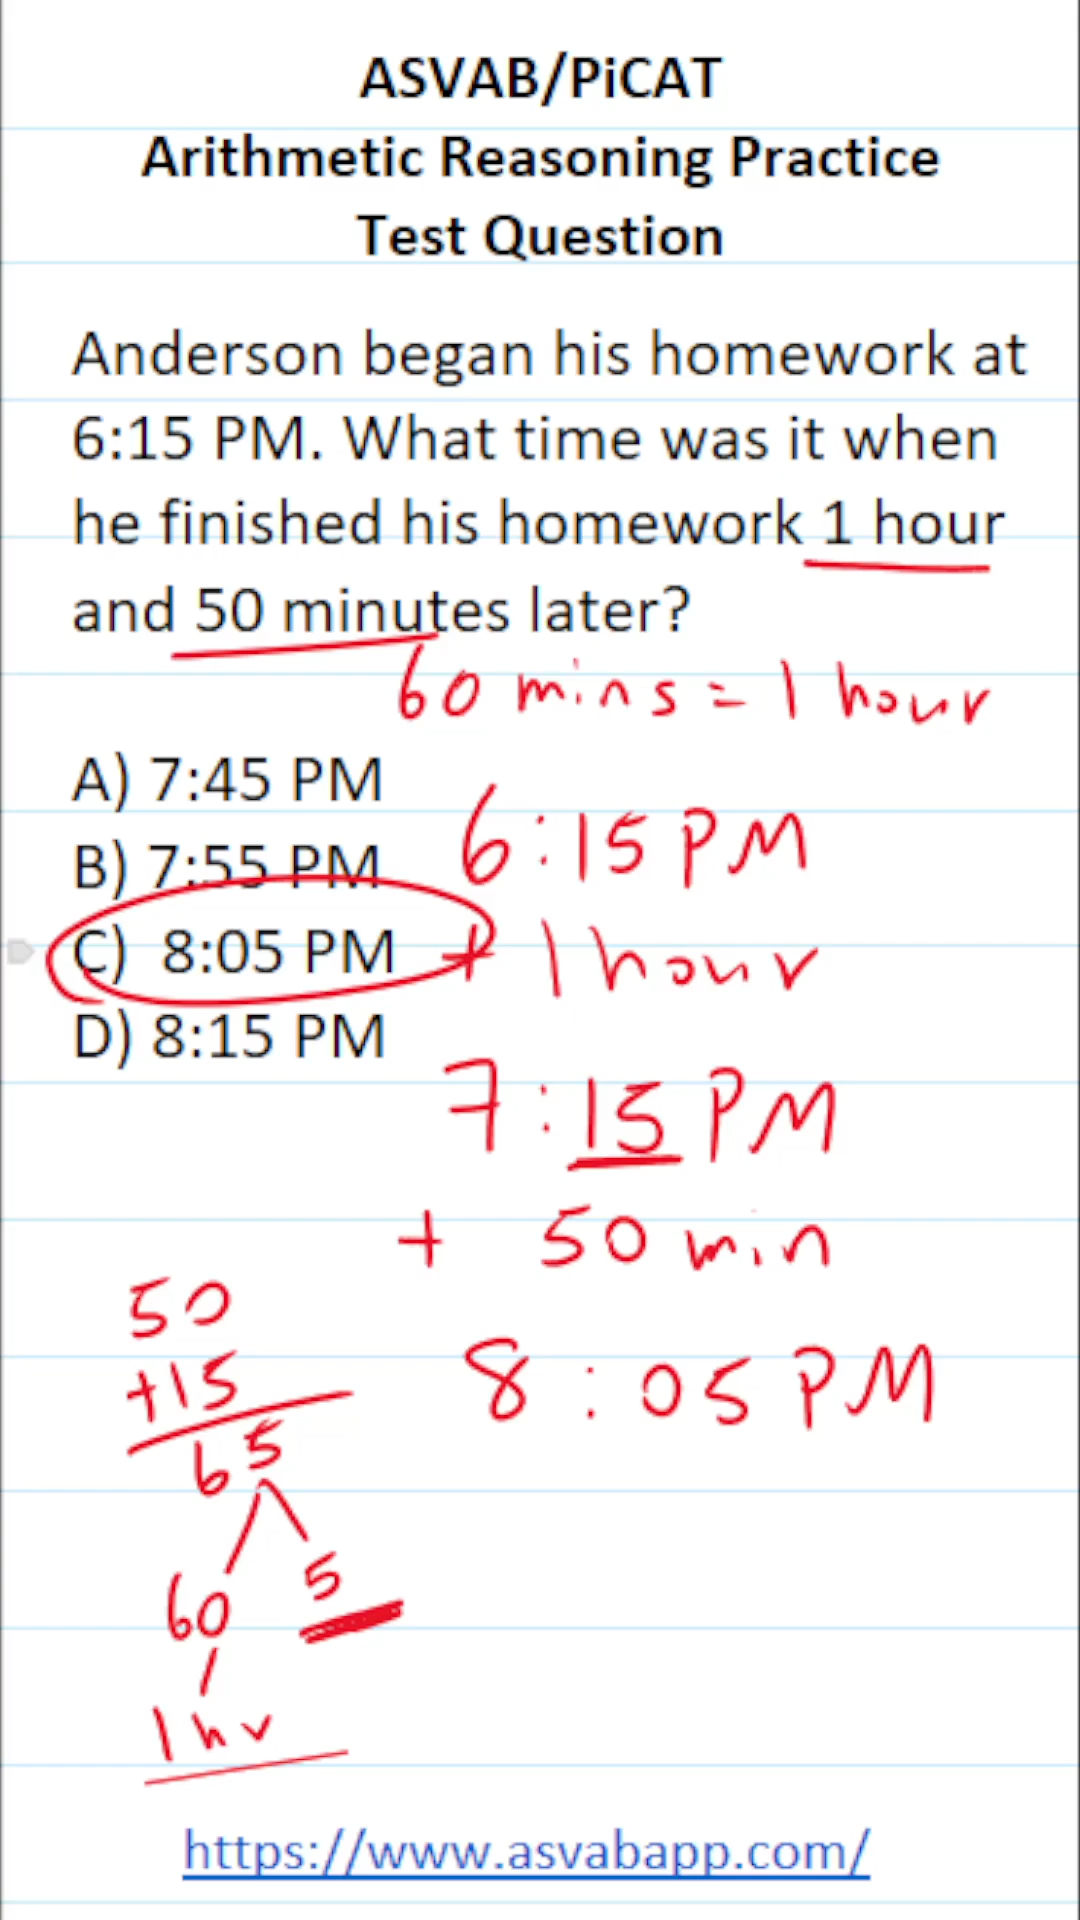 ASVAB/PiCAT
Arithmetic Reasoning Practice
Test Question
Anderson began his homework at
6:15 PM. What time was it when
he finished his homework 1 hour
and 50 minutes later?
60 mins = 1 hour
A) 7:45 PM
B) 7:55 PM
C) 8:05 PM
D) 8:15 PM
6:15 PM
+ 1 hour
7:15 PM
+ 50 min
8:05 PM
50
+15
65
60 5
1 hr
https://www.asvabapp.com/